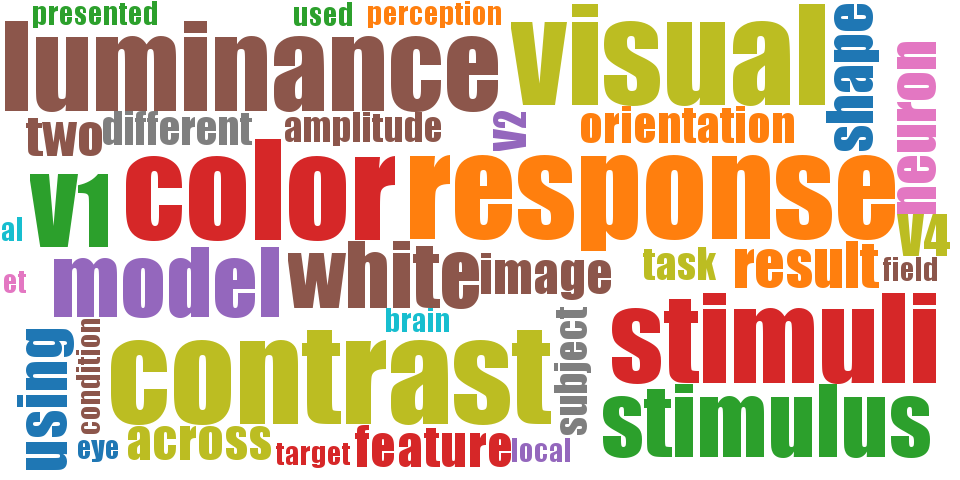 presented
used
perception
luminance
visual
shape
neuron
two
different
amplitude
V2
orientation
V1
color
response
V4
al
et
model
white
image
task
result
field
brain
using
condition
contrast
subject
stimuli
stimulus
eye
across
target
feature
local